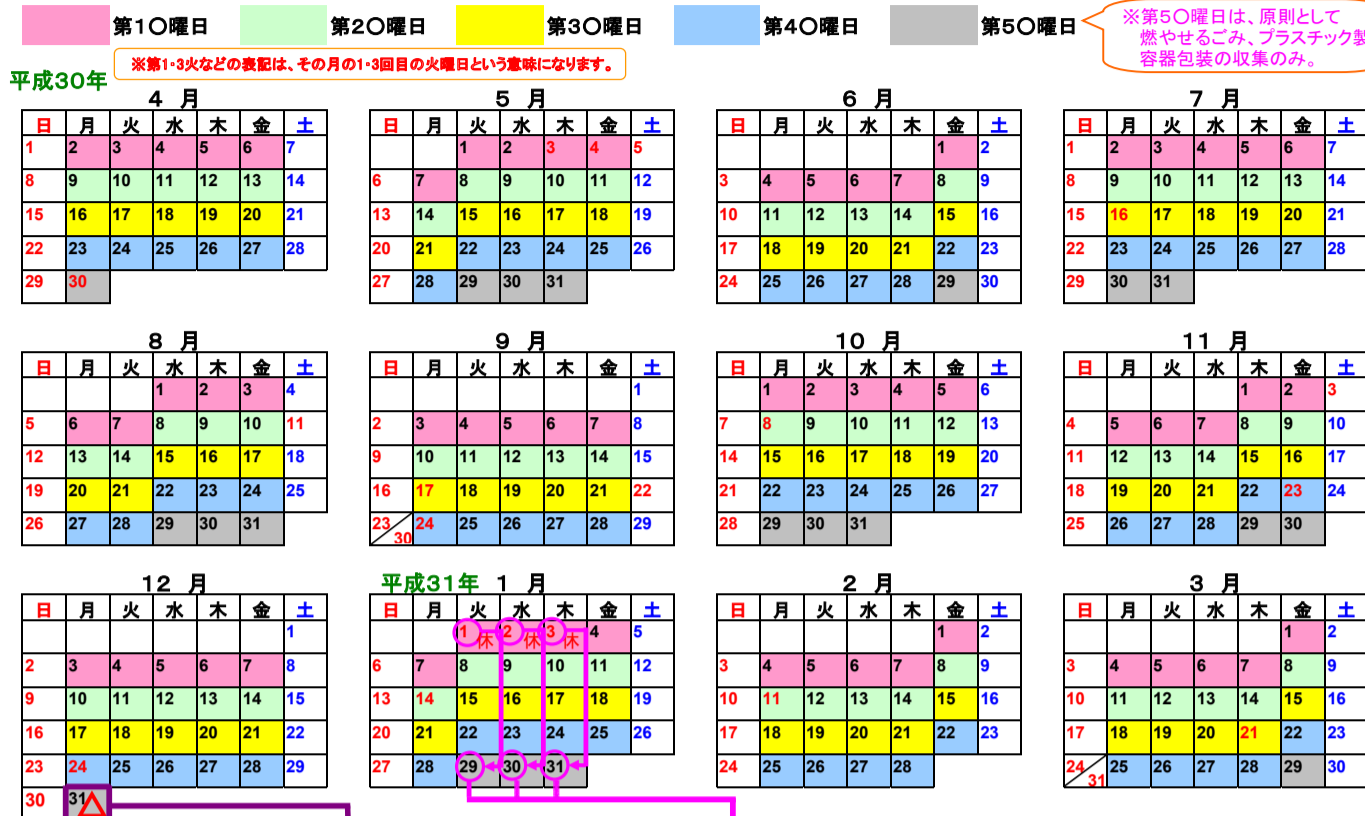 第1〇曜日 第2〇曜日 第3〇曜日 第4〇曜日 第5〇曜日
※第5〇曜日は、原則として
燃やせるごみ、プラスチック製
容器包装の収集のみ。
※第1・3火などの表記は、その月の1・3回目の火曜日という意味になります。
平成30年
4 月
日 月 火 水 木 金 土
1 2 3 4 5 6 7
8 9 10 11 12 13 14
15 16 17 18 19 20 21
22 23 24 25 26 27 28
29 30
5 月
日 月 火 水 木 金 土
1 2 3 4 5
6 7 8 9 10 11 12
13 14 15 16 17 18 19
20 21 22 23 24 25 26
27 28 29 30 31
6 月
日 月 火 水 木 金 土
1 2
3 4 5 6 7 8 9
10 11 12 13 14 15 16
17 18 19 20 21 22 23
24 25 26 27 28 29 30
7 月
日 月 火 水 木 金 土
1 2 3 4 5 6 7
8 9 10 11 12 13 14
15 16 17 18 19 20 21
22 23 24 25 26 27 28
29 30 31
8 月
日 月 火 水 木 金 土
1 2 3 4
5 6 7 8 9 10 11
12 13 14 15 16 17 18
19 20 21 22 23 24 25
26 27 28 29 30 31
9 月
日 月 火 水 木 金 土
1
2 3 4 5 6 7 8
9 10 11 12 13 14 15
16 17 18 19 20 21 22
23/30 24 25 26 27 28 29
10 月
日 月 火 水 木 金 土
1 2 3 4 5 6
7 8 9 10 11 12 13
14 15 16 17 18 19 20
21 22 23 24 25 26 27
28 29 30 31
11 月
日 月 火 水 木 金 土
1 2 3
4 5 6 7 8 9 10
11 12 13 14 15 16 17
18 19 20 21 22 23 24
25 26 27 28 29 30
12 月
日 月 火 水 木 金 土
1
2 3 4 5 6 7 8
9 10 11 12 13 14 15
16 17 18 19 20 21 22
23 24 25 26 27 28 29
30 31
平成31年 1 月
日 月 火 水 木 金 土
1 休 2 休 3 休 4 5
6 7 8 9 10 11 12
13 14 15 16 17 18 19
20 21 22 23 24 25 26
27 28 29 30 31
2 月
日 月 火 水 木 金 土
1 2
3 4 5 6 7 8 9
10 11 12 13 14 15 16
17 18 19 20 21 22 23
24 25 26 27 28
3 月
日 月 火 水 木 金 土
1 2
3 4 5 6 7 8 9
10 11 12 13 14 15 16
17 18 19 20 21 22 23
24/31 25 26 27 28 29 30